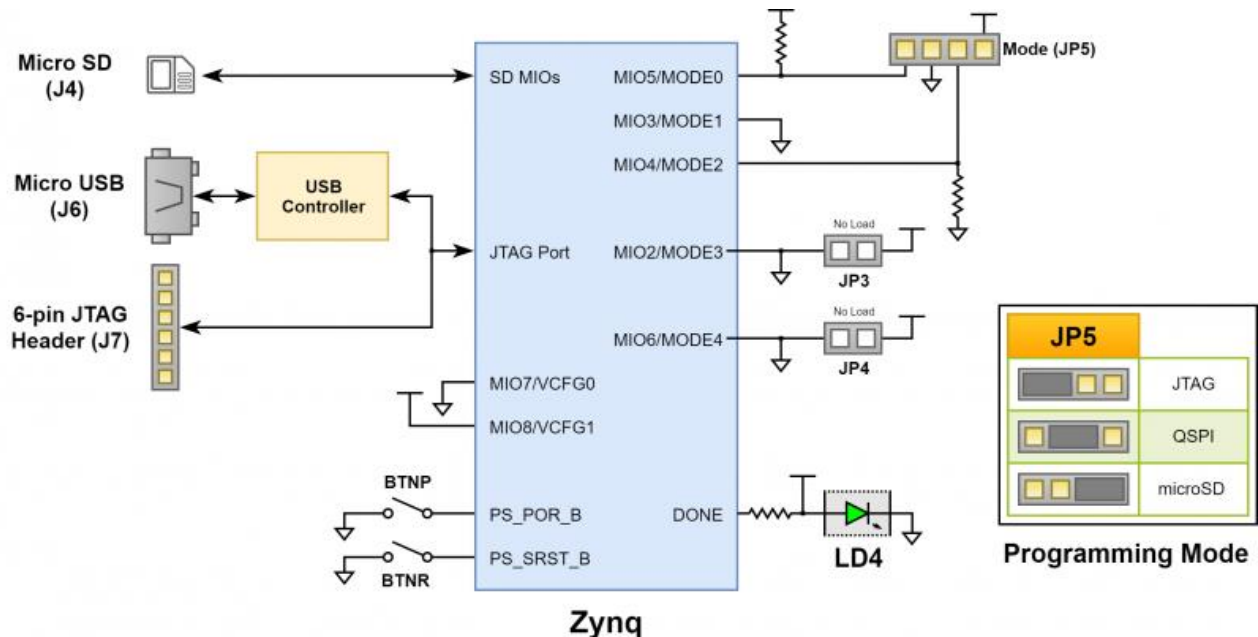 Micro SD
(J4)
SD MIOs
MIO5/MODE0
Mode (JP5)
MIO3/MODE1
MIO4/MODE2
Micro USB
(J6)
USB
Controller
JTAG Port
MIO2/MODE3
No Load
JP3
6-pin JTAG
Header (J7)
MIO6/MODE4
No Load
JP4
MIO7/VCFG0
MIO8/VCFG1
BTNP
PS_POR_B
DONE
LD4
BTNR
PS_SRST_B
Zynq
JP5
JTAG
QSPI
microSD
Programming Mode